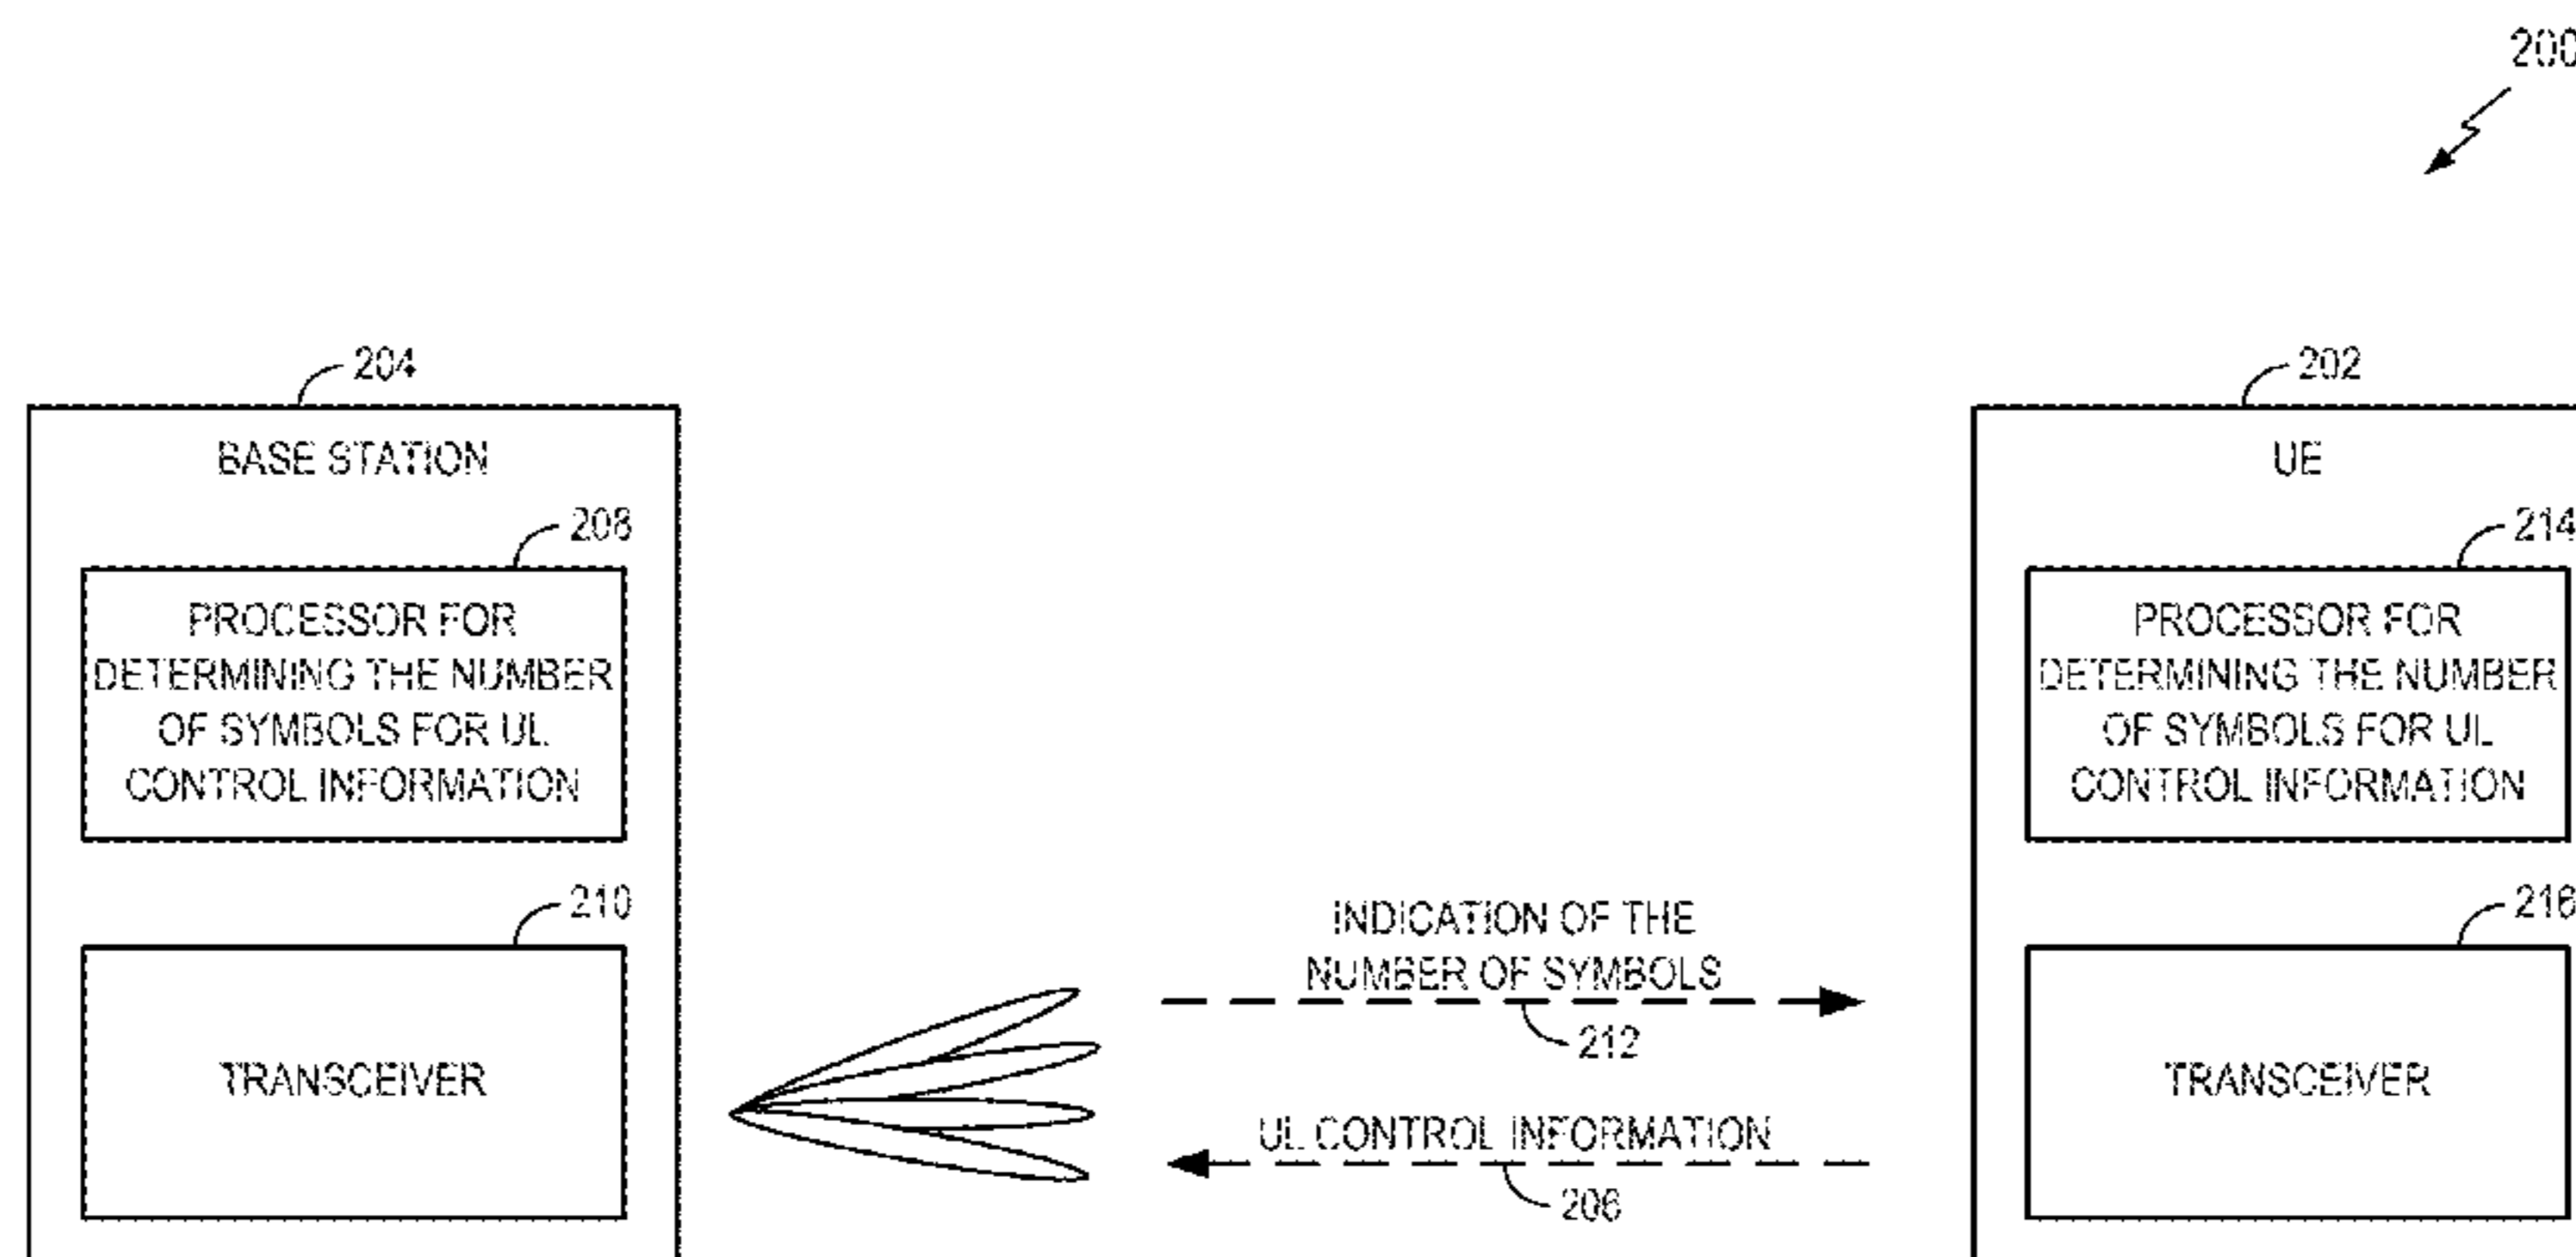 200
204
202
BASE STATION
UE
208
214
PROCESSOR FOR
DETERMINING THE NUMBER
OF SYMBOLS FOR UL
CONTROL INFORMATION
PROCESSOR FOR
DETERMINING THE NUMBER
OF SYMBOLS FOR UL
CONTROL INFORMATION
210
216
INDICATION OF THE
NUMBER OF SYMBOLS
212
TRANSCEIVER
TRANSCEIVER
UL CONTROL INFORMATION
206